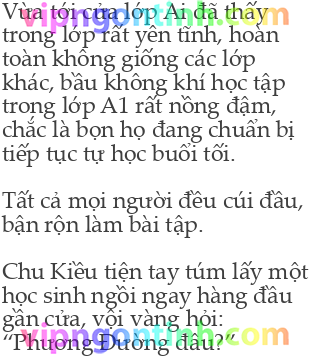 Vừa tới cửa lớp A1 đã thấy
trong lớp rất yên tĩnh, hoàn
toàn không giống các lớp
khác, bầu không khí học tập
trong lớp A1 rất nồng đậm,
chắc là bọn họ đang chuẩn bị
tiếp tục tự học buổi tối.
Tất cả mọi người đều cúi đầu,
bận rộn làm bài tập.
Chu Kiều tiện tay túm lấy một
học sinh ngồi ngay hàng đầu
gần cửa, vội vàng hỏi:
vipngontinh.com
“Phương Đường đâu?”